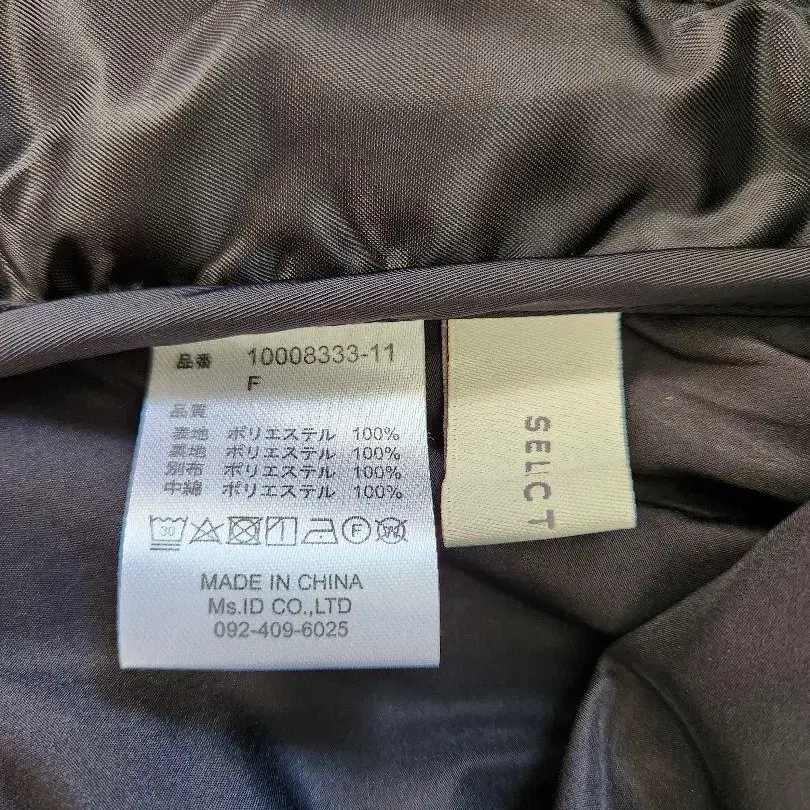 品番 10008333-11
F
品質
表地 ポリエステル 100%
裏地 ポリエステル 100%
別布 ポリエステル 100%
中綿 ポリエステル 100%
30
F
W
MADE IN CHINA
Ms.ID CO.,LTD
092-409-6025
SELCT